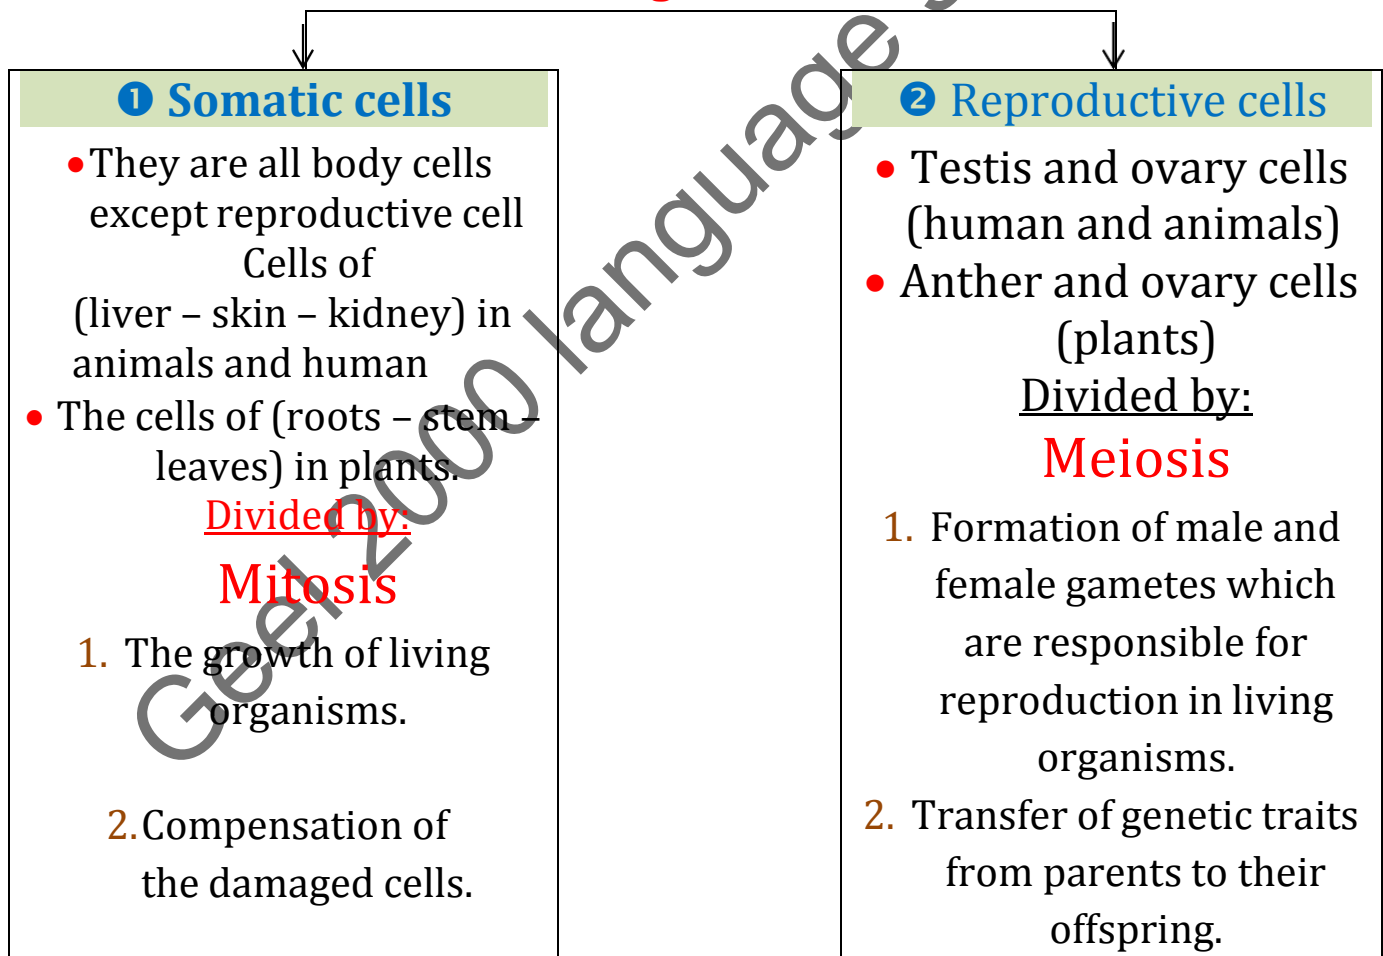 ❶ Somatic cells
• They are all body cells
except reproductive cell
Cells of
(liver – skin – kidney) in
animals and human
• The cells of (roots – stem –
leaves) in plants.
Divided by:
Mitosis
1. The growth of living
organisms.
2. Compensation of
the damaged cells.
❷ Reproductive cells
• Testis and ovary cells
(human and animals)
• Anther and ovary cells
(plants)
Divided by:
Meiosis
1. Formation of male and
female gametes which
are responsible for
reproduction in living
organisms.
2. Transfer of genetic traits
from parents to their
offspring.
Geel 2000 language